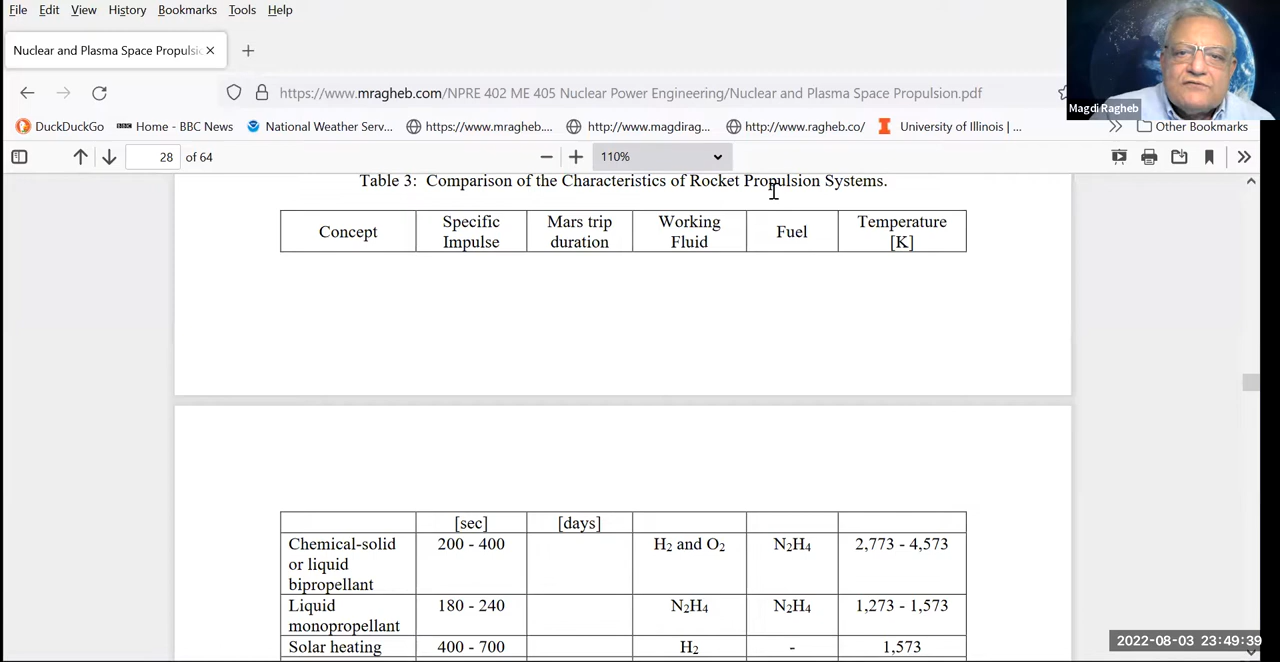 File Edit View History Bookmarks Tools Help
Nuclear and Plasma Space Propulsi
https://www.mragheb.com/NPRE 402 ME 405 Nuclear Power Engineering/Nuclear and Plasma Space Propulsion.pdf
Magdi Ragheb
DuckDuckGo BBC Home - BBC News National Weather Serv... https://www.mragheb.... http://www.magdirag... http://www.ragheb.co/ University of Illinois | ... Other Bookmarks
28 of 64 110%
Table 3: Comparison of the Characteristics of Rocket Propulsion Systems.
Concept Specific Impulse Mars trip duration Working Fluid Fuel Temperature [K]
[sec] [days]
Chemical-solid or liquid bipropellant 200 - 400 H₂ and O₂ N₂H₄ 2,773 - 4,573
Liquid monopropellant 180 - 240 N₂H₄ N₂H₄ 1,273 - 1,573
Solar heating 400 - 700 H₂ - 1,573
2022-08-03 23:49:39